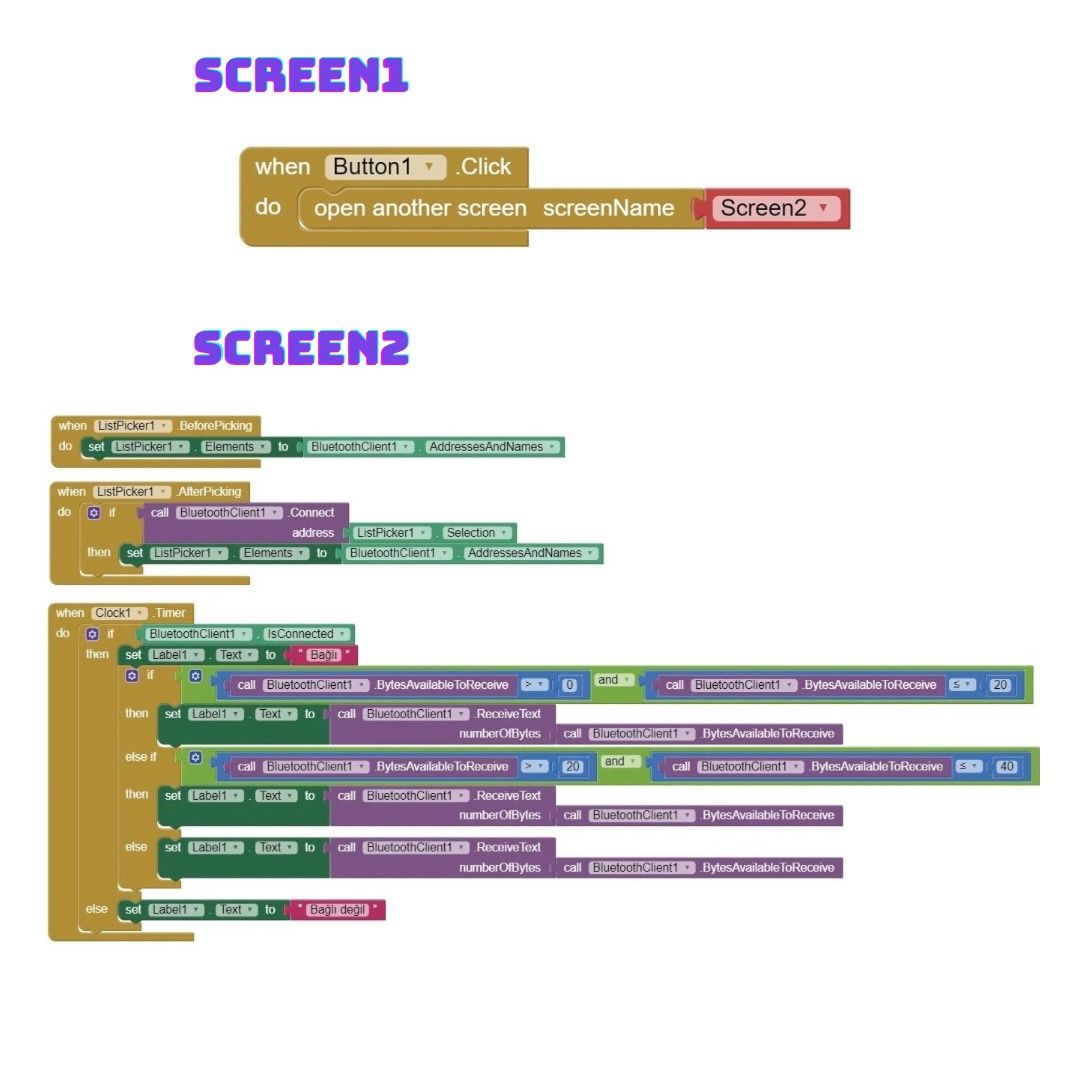 SCREEN1
when Button1 .Click
do open another screen screenName Screen2
SCREEN2
when ListPicker1 .BeforePicking
do set ListPicker1 . Elements to BluetoothClient1 . AddressesAndNames
when ListPicker1 .AfterPicking
do if call BluetoothClient1 .Connect
address ListPicker1 . Selection
then set ListPicker1 . Elements to BluetoothClient1 . AddressesAndNames
when Clock1 .Timer
do if BluetoothClient1 . IsConnected
then set Label1 . Text to " Bağlı "
if call BluetoothClient1 .BytesAvailableToReceive > 0 and call BluetoothClient1 .BytesAvailableToReceive ≤ 20
then set Label1 . Text to call BluetoothClient1 .ReceiveText
numberOfBytes call BluetoothClient1 .BytesAvailableToReceive
else if call BluetoothClient1 .BytesAvailableToReceive > 20 and call BluetoothClient1 .BytesAvailableToReceive ≤ 40
then set Label1 . Text to call BluetoothClient1 .ReceiveText
numberOfBytes call BluetoothClient1 .BytesAvailableToReceive
else set Label1 . Text to call BluetoothClient1 .ReceiveText
numberOfBytes call BluetoothClient1 .BytesAvailableToReceive
else set Label1 . Text to " Bağlı değil "